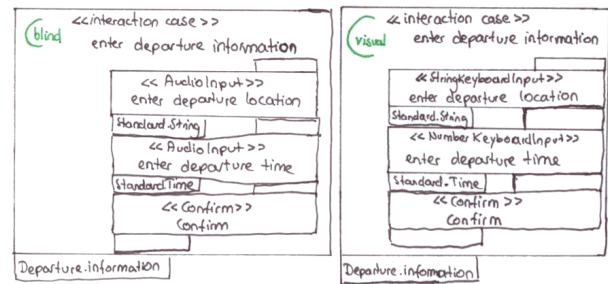 <<interaction case>>
blind
enter departure information
<<AudioInput>>
enter departure location
Standard.String
<<AudioInput>>
enter departure time
Standard.Time
<<Confirm>>
Confirm
Departure.information
<<interaction case>>
visual
enter departure information
<<StringKeyboardInput>>
enter departure location
Standard.String
<<Number KeyboardInput>>
enter departure time
Standard.Time
<<Confirm>>
Confirm
Departure.information